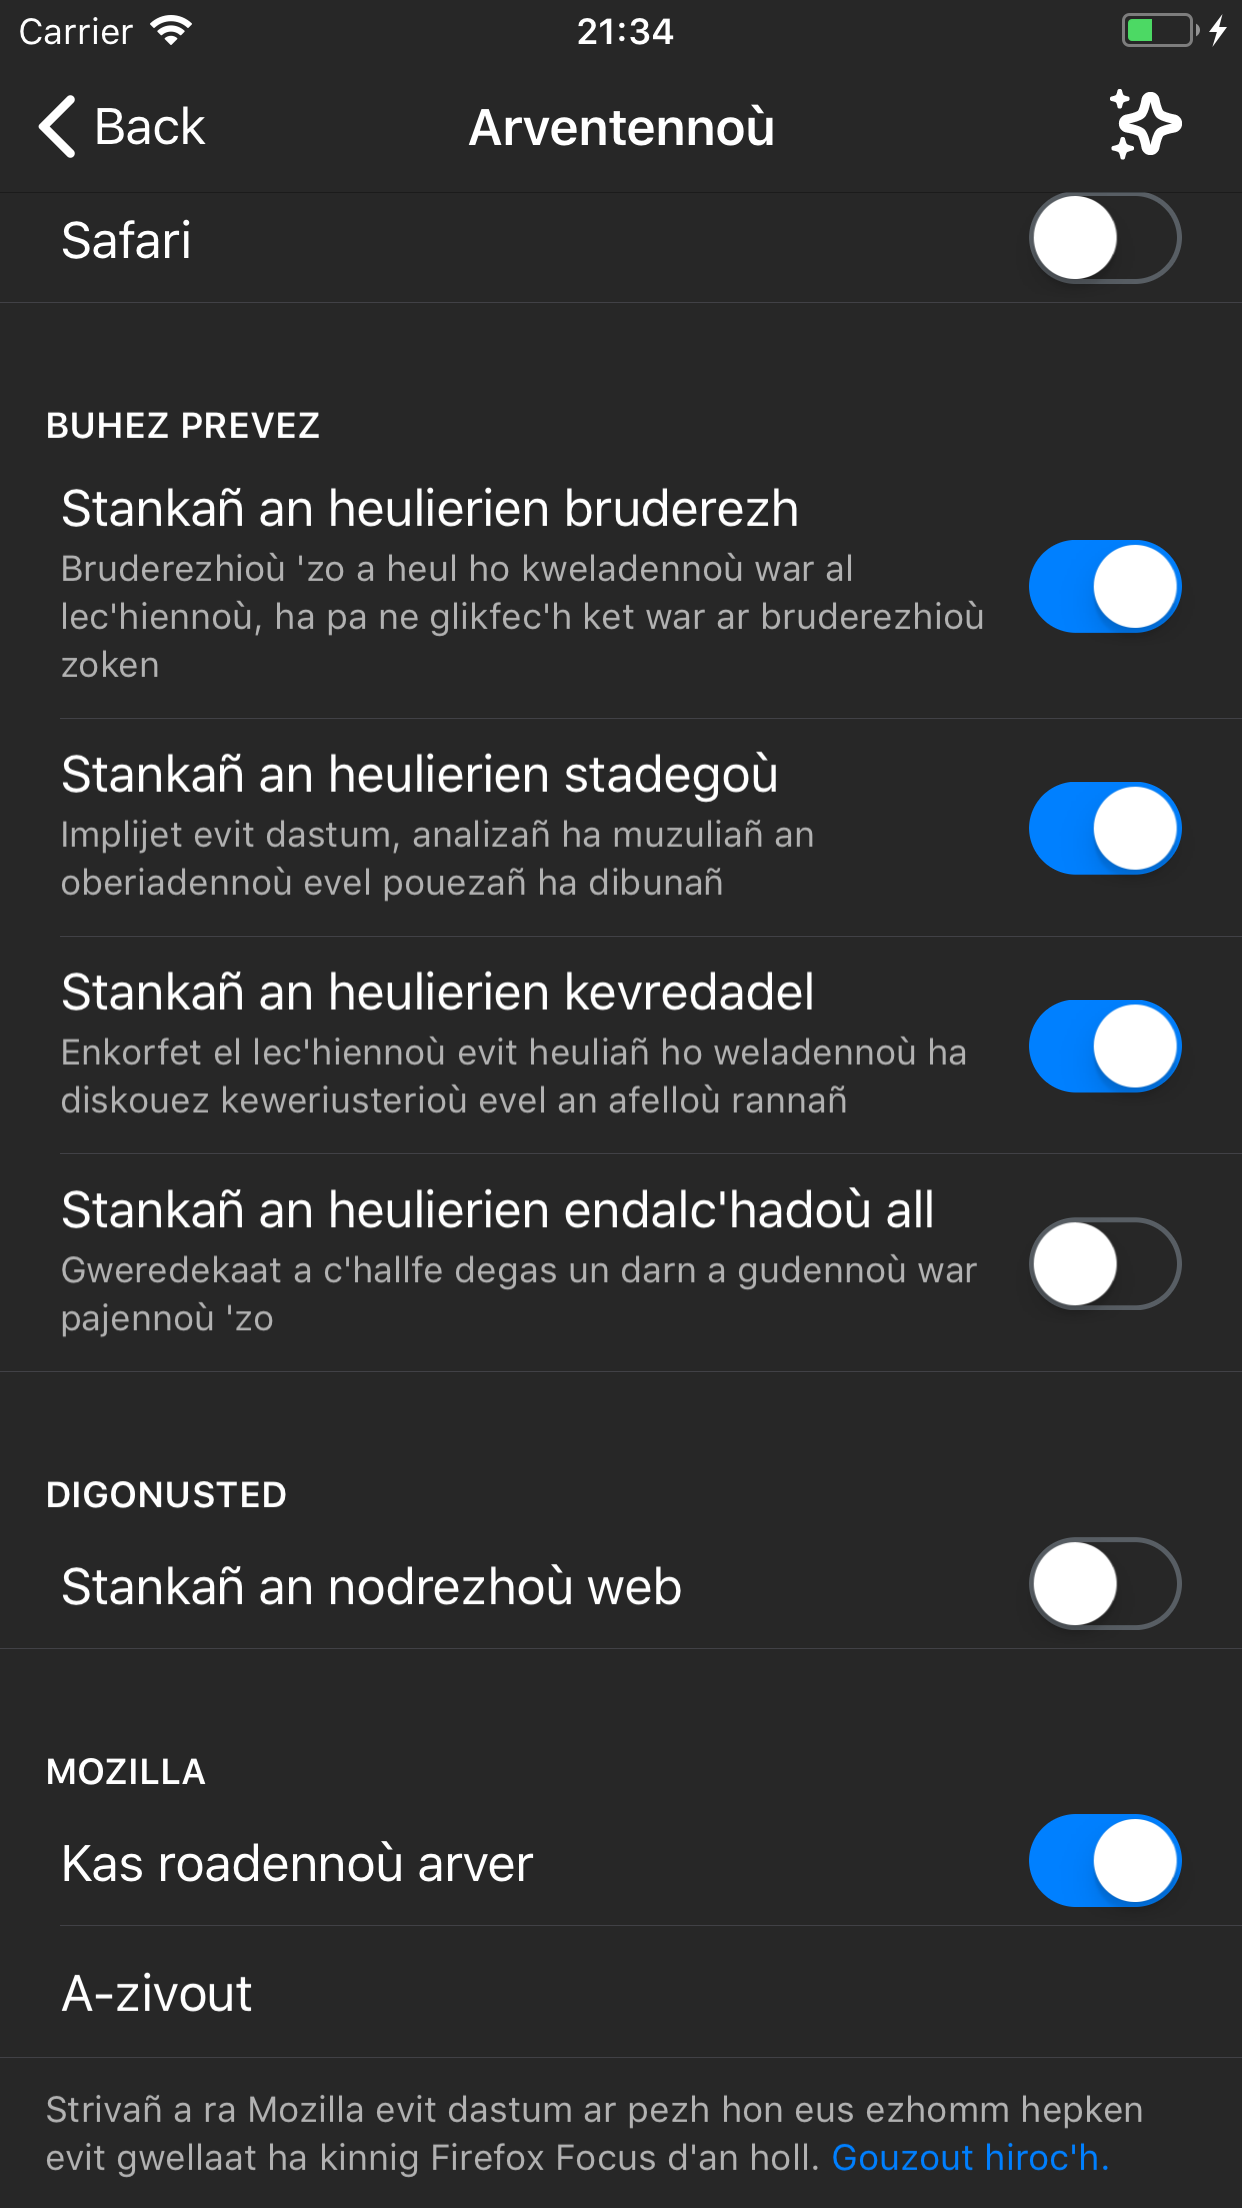 Carrier
21:34
Back
Arventennoù
Safari
BUHEZ PREVEZ
Stankañ an heulierien bruderezh
Bruderezhioù 'zo a heul ho kweladennoù war al
lec'hiennoù, ha pa ne glikfec'h ket war ar bruderezhioù
zoken
Stankañ an heulierien stadegoù
Implijet evit dastum, analizañ ha muzuliañ an
oberiadennoù evel pouezañ ha dibunañ
Stankañ an heulierien kevredadel
Enkorfet el lec'hiennoù evit heuliañ ho weladennoù ha
diskouez keweriusterioù evel an afelloù rannañ
Stankañ an heulierien endalc'hadoù all
Gweredekaat a c'hallfe degas un darn a gudennoù war
pajennoù 'zo
DIGONUSTED
Stankañ an nodrezhoù web
MOZILLA
Kas roadennoù arver
A-zivout
Strivañ a ra Mozilla evit dastum ar pezh hon eus ezhomm hepken
evit gwellaat ha kinnig Firefox Focus d'an holl. Gouzout hiroc'h.